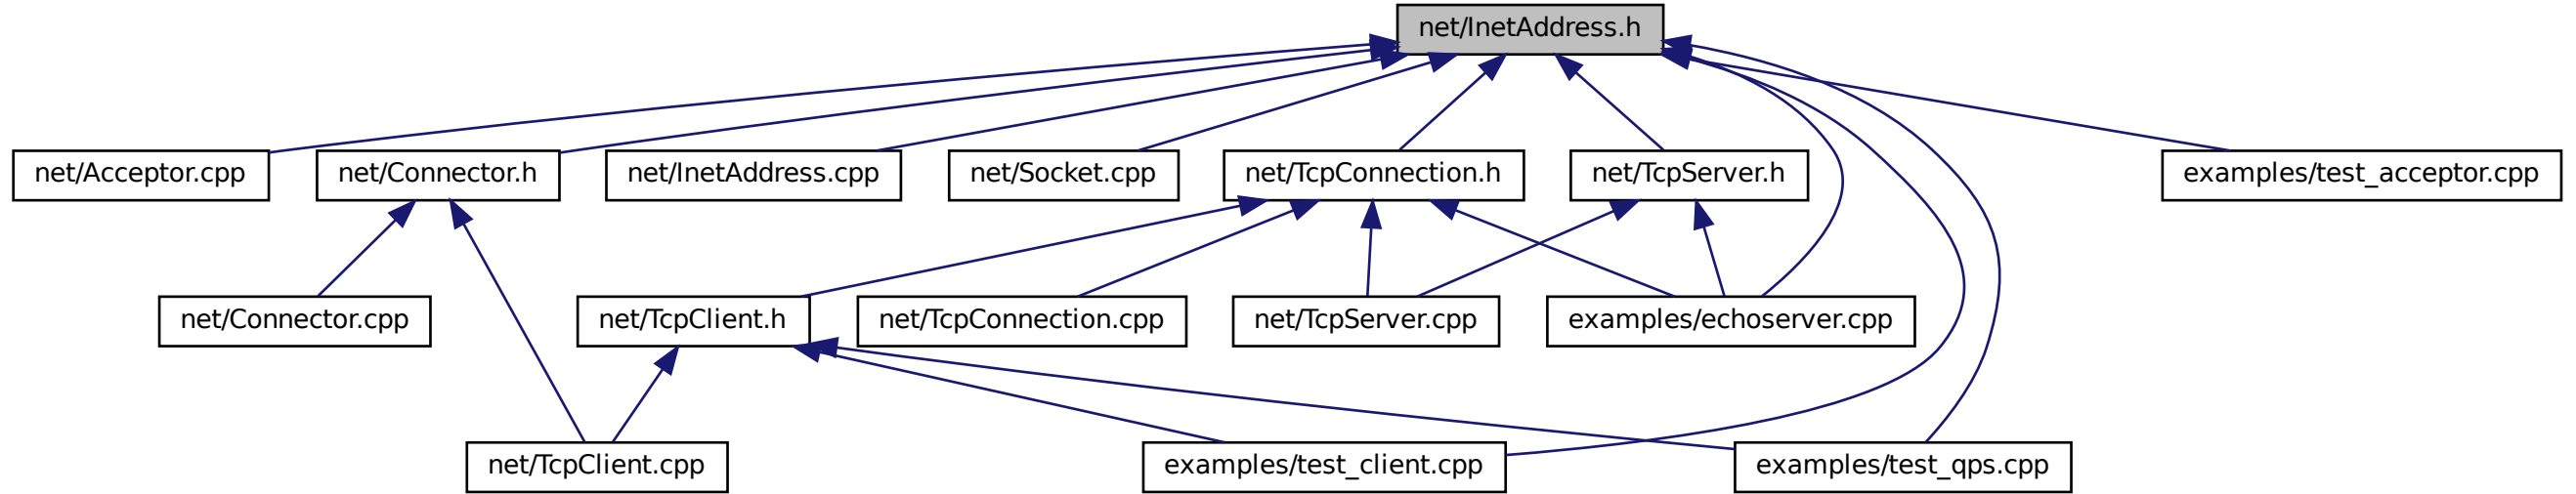 net/InetAddress.h
net/Acceptor.cpp
net/Connector.h
net/InetAddress.cpp
net/Socket.cpp
net/TcpConnection.h
net/TcpServer.h
examples/test_acceptor.cpp
net/Connector.cpp
net/TcpClient.h
net/TcpConnection.cpp
net/TcpServer.cpp
examples/echoserver.cpp
net/TcpClient.cpp
examples/test_client.cpp
examples/test_qps.cpp